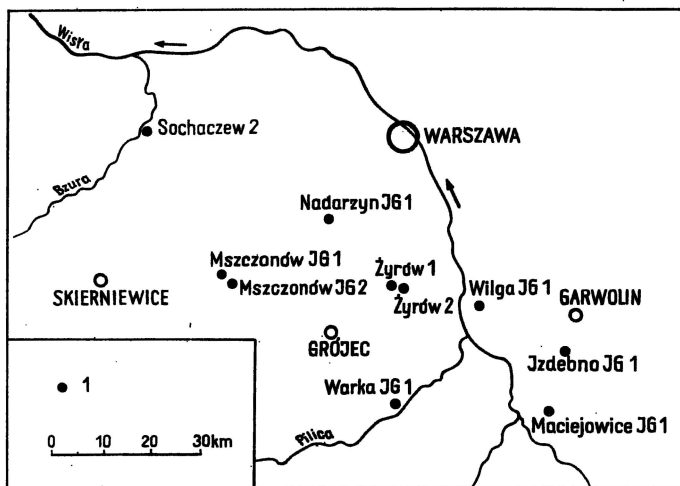 Wisła
Sochaczew 2
WARSZAWA
Bzura
Nadarzyn JG 1
Mszczonów JG 1
Mszczonów JG 2
Żyrów 1
Żyrów 2
Wilga JG 1
GARWOLIN
SKIERNIEWICE
GRÓJEC
Jzdebno JG 1
Warka JG 1
Maciejowice JG 1
Pilica
1
0 10 20 30km